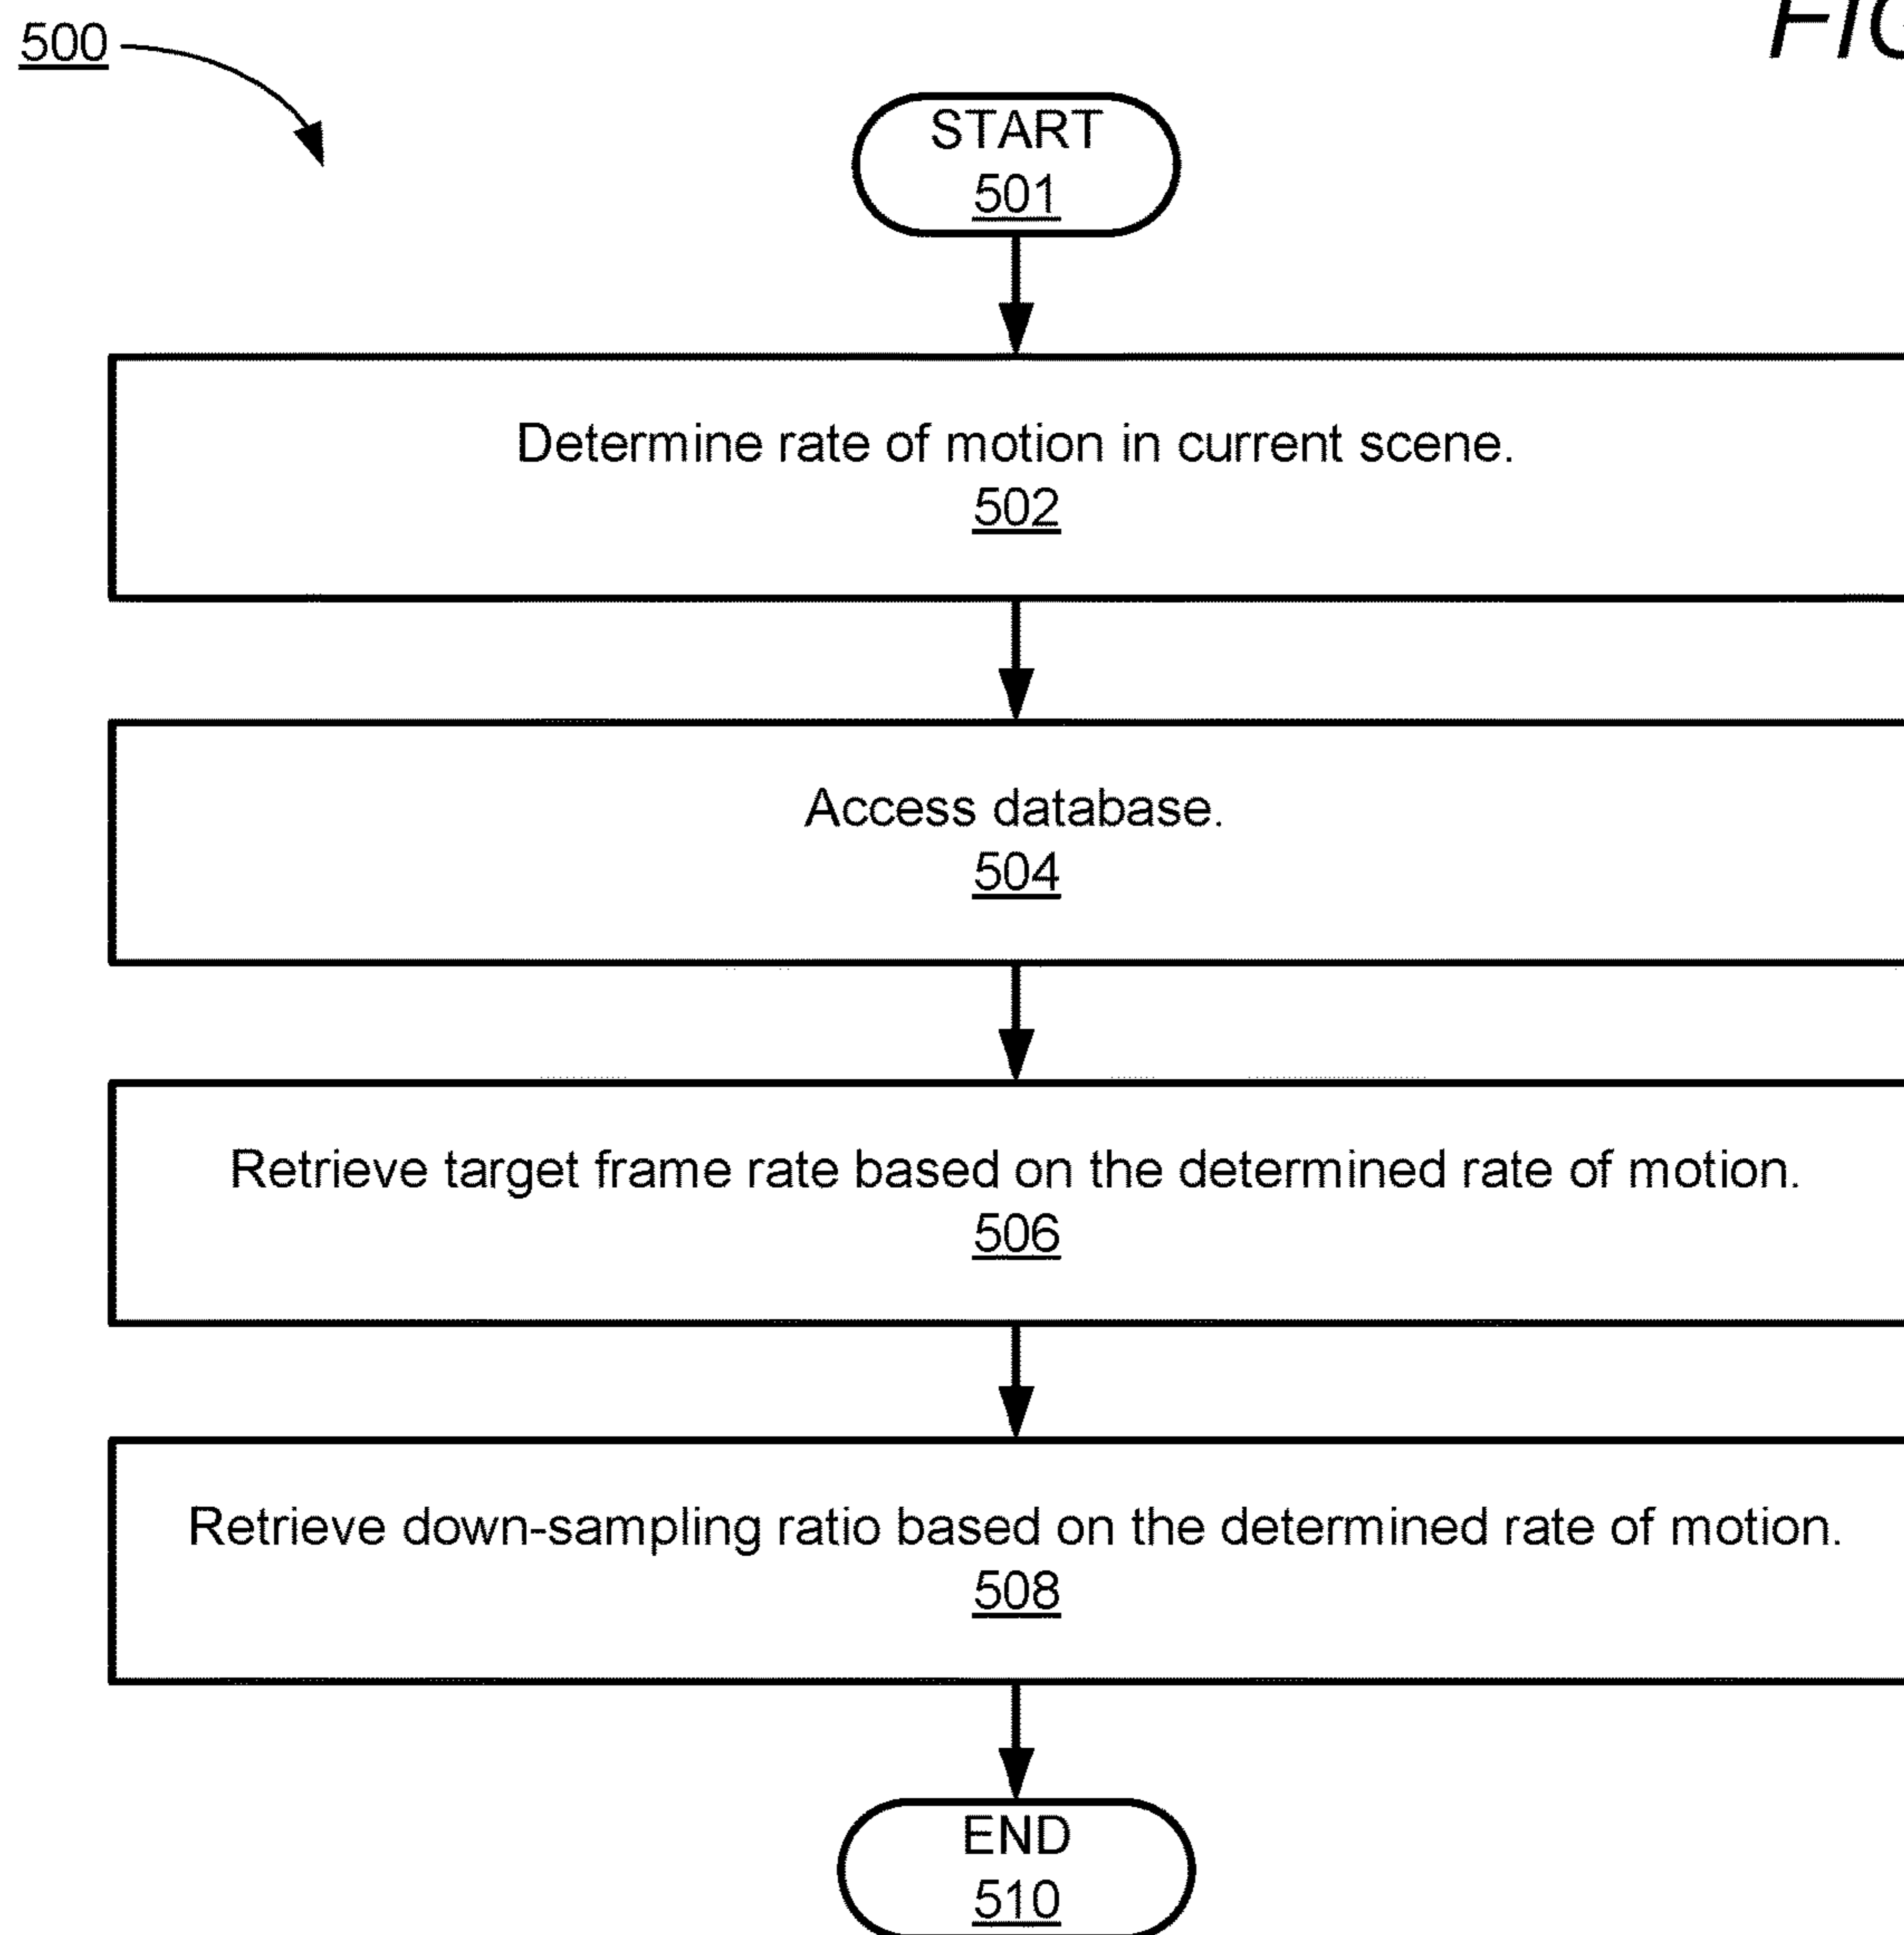 500
FIG
START
501
Determine rate of motion in current scene.
502
Access database.
504
Retrieve target frame rate based on the determined rate of motion.
506
Retrieve down-sampling ratio based on the determined rate of motion.
508
END
510